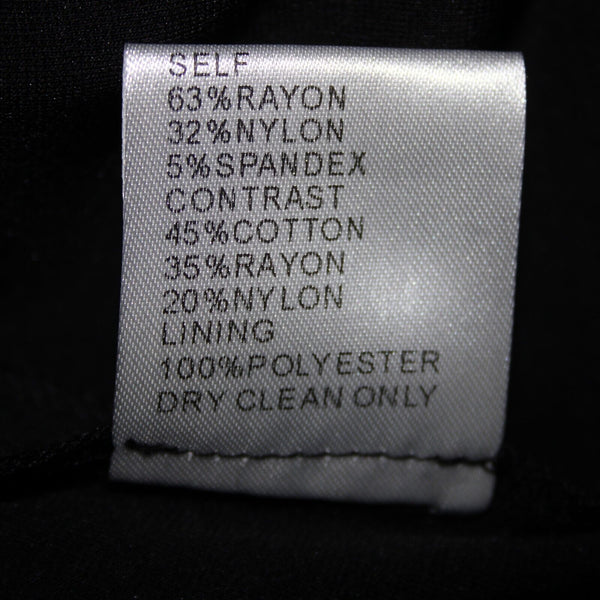 SELF
63%RAYON
32%NYLON
5%SPANDEX
CONTRAST
45%COTTON
35%RAYON
20%NYLON
LINING
100%POLYESTER
DRY CLEAN ONLY